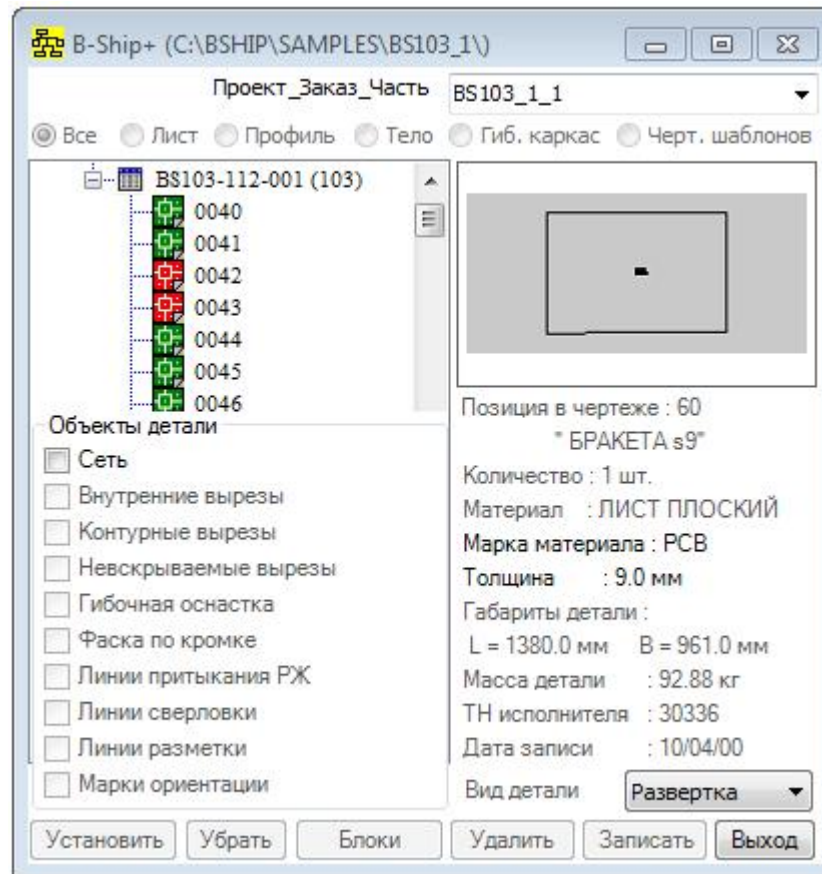 B-Ship+ (C:\BSHIP\SAMPLES\BS103_1\)
Проект_Заказ_Часть BS103_1_1
Все Лист Профиль Тело Гиб. каркас Черт. шаблонов
BS103-112-001 (103)
0040
0041
0042
0043
0044
0045
0046
Объекты детали
Сеть
Внутренние вырезы
Контурные вырезы
Невскрываемые вырезы
Гибочная оснастка
Фаска по кромке
Линии притыкания РЖ
Линии сверловки
Линии разметки
Марки ориентации
Позиция в чертеже : 60
" БРАКЕТА s9"
Количество : 1 шт.
Материал : ЛИСТ ПЛОСКИЙ
Марка материала : РСВ
Толщина : 9.0 мм
Габариты детали :
L = 1380.0 мм B = 961.0 мм
Масса детали : 92.88 кг
ТН исполнителя : 30336
Дата записи : 10/04/00
Вид детали Развертка
Установить Убрать Блоки Удалить Записать Выход